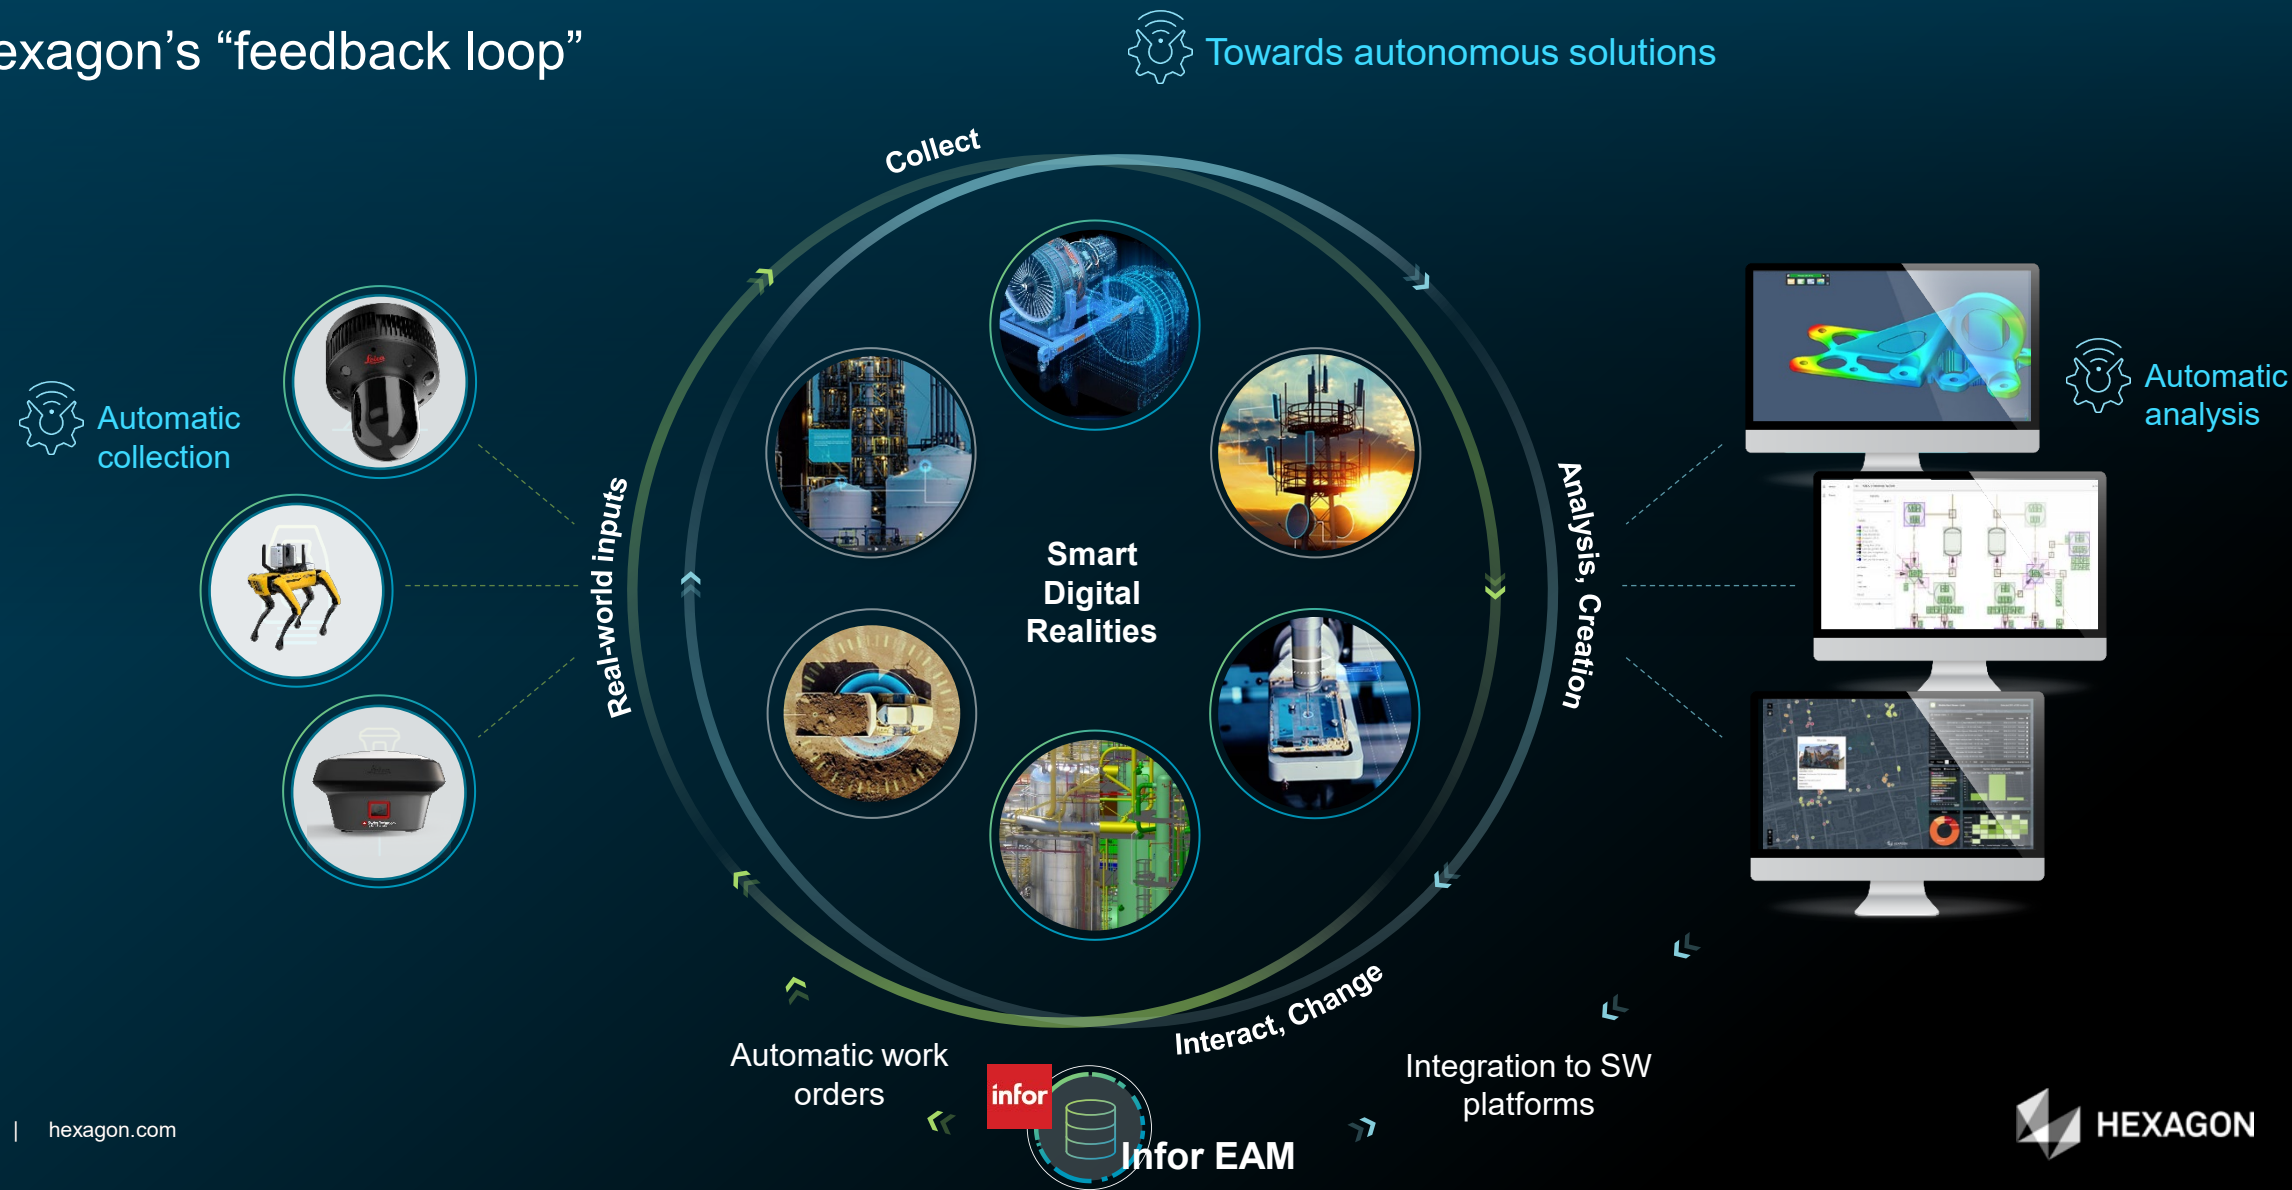 exagon's “feedback loop”
Towards autonomous solutions
Collect
Automatic
collection
Leica
Real-world inputs
Smart
Digital
Realities
Analysis, Creation
Automatic
analysis
Interact, Change
Automatic work
orders
infor
Infor EAM
Integration to SW
platforms
| hexagon.com
HEXAGON